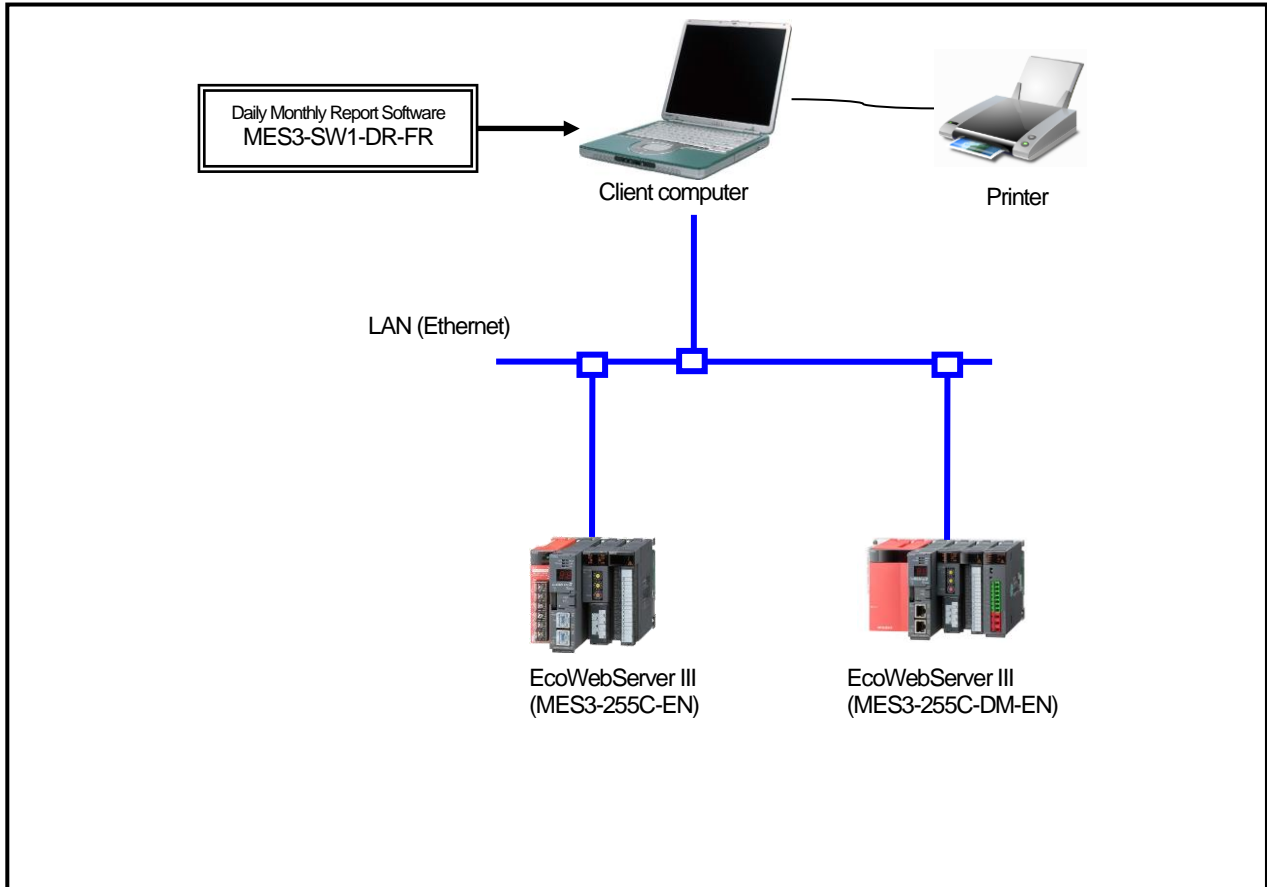 Daily Monthly Report Software
MES3-SW1-DR-FR
Client computer
Printer
LAN (Ethernet)
EcoWebServer III
(MES3-255C-EN)
EcoWebServer III
(MES3-255C-DM-EN)